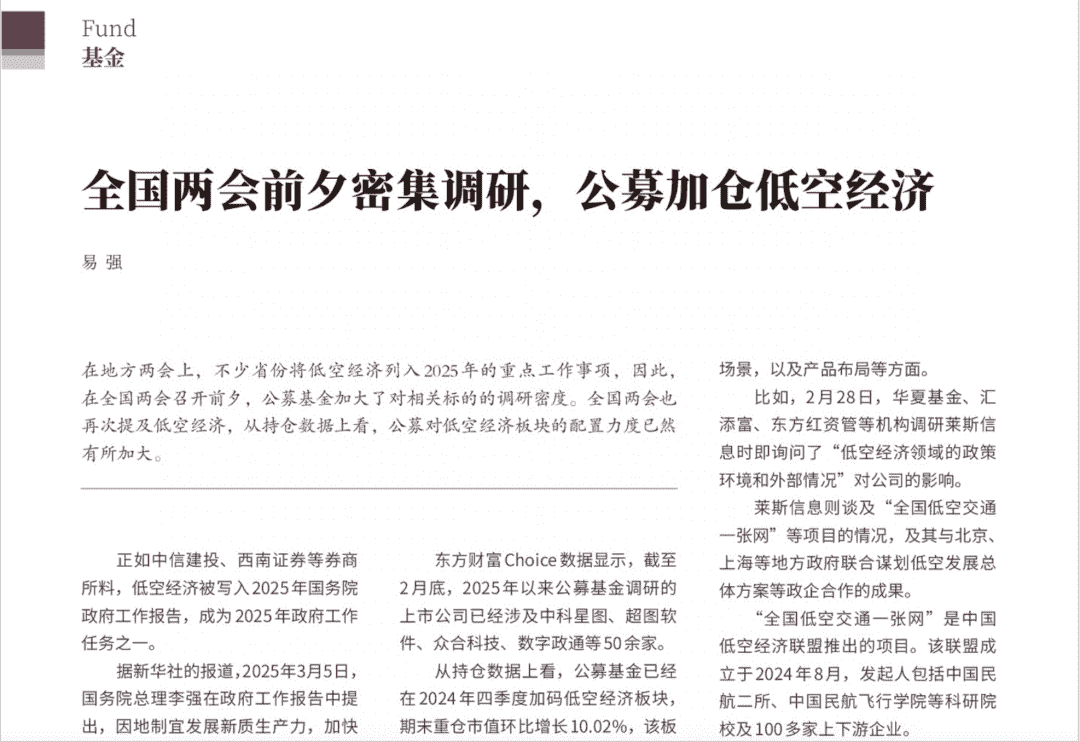 Fund
基金
全国两会前夕密集调研，公募加仓低空经济
易 强
在地方两会上，不少省份将低空经济列入2025年的重点工作事项，因此，
在全国两会召开前夕，公募基金加大了对相关标的的调研密度。全国两会也
再次提及低空经济，从持仓数据上看，公募对低空经济板块的配置力度已然
有所加大。
正如中信建投、西南证券等券商
所料，低空经济被写入2025年国务院
政府工作报告，成为2025年政府工作
任务之一。
据新华社的报道，2025年3月5日，
国务院总理李强在政府工作报告中提
出，因地制宜发展新质生产力，加快
东方财富Choice数据显示，截至
2月底，2025年以来公募基金调研的
上市公司已经涉及中科星图、超图软
件、众合科技、数字政通等50余家。
从持仓数据上看，公募基金已经
在2024年四季度加码低空经济板块，
期末重仓市值环比增长10.02%，该板
场景，以及产品布局等方面。
比如，2月28日，华夏基金、汇
添富、东方红资管等机构调研莱斯信
息时即询问了“低空经济领域的政策
环境和外部情况”对公司的影响。
莱斯信息则谈及“全国低空交通
一张网”等项目的情况，及其与北京、
上海等地方政府联合谋划低空发展总
体方案等政企合作的成果。
“全国低空交通一张网”是中国
低空经济联盟推出的项目。该联盟成
立于2024年8月，发起人包括中国民
航二所、中国民航飞行学院等科研院
校及100多家上下游企业。